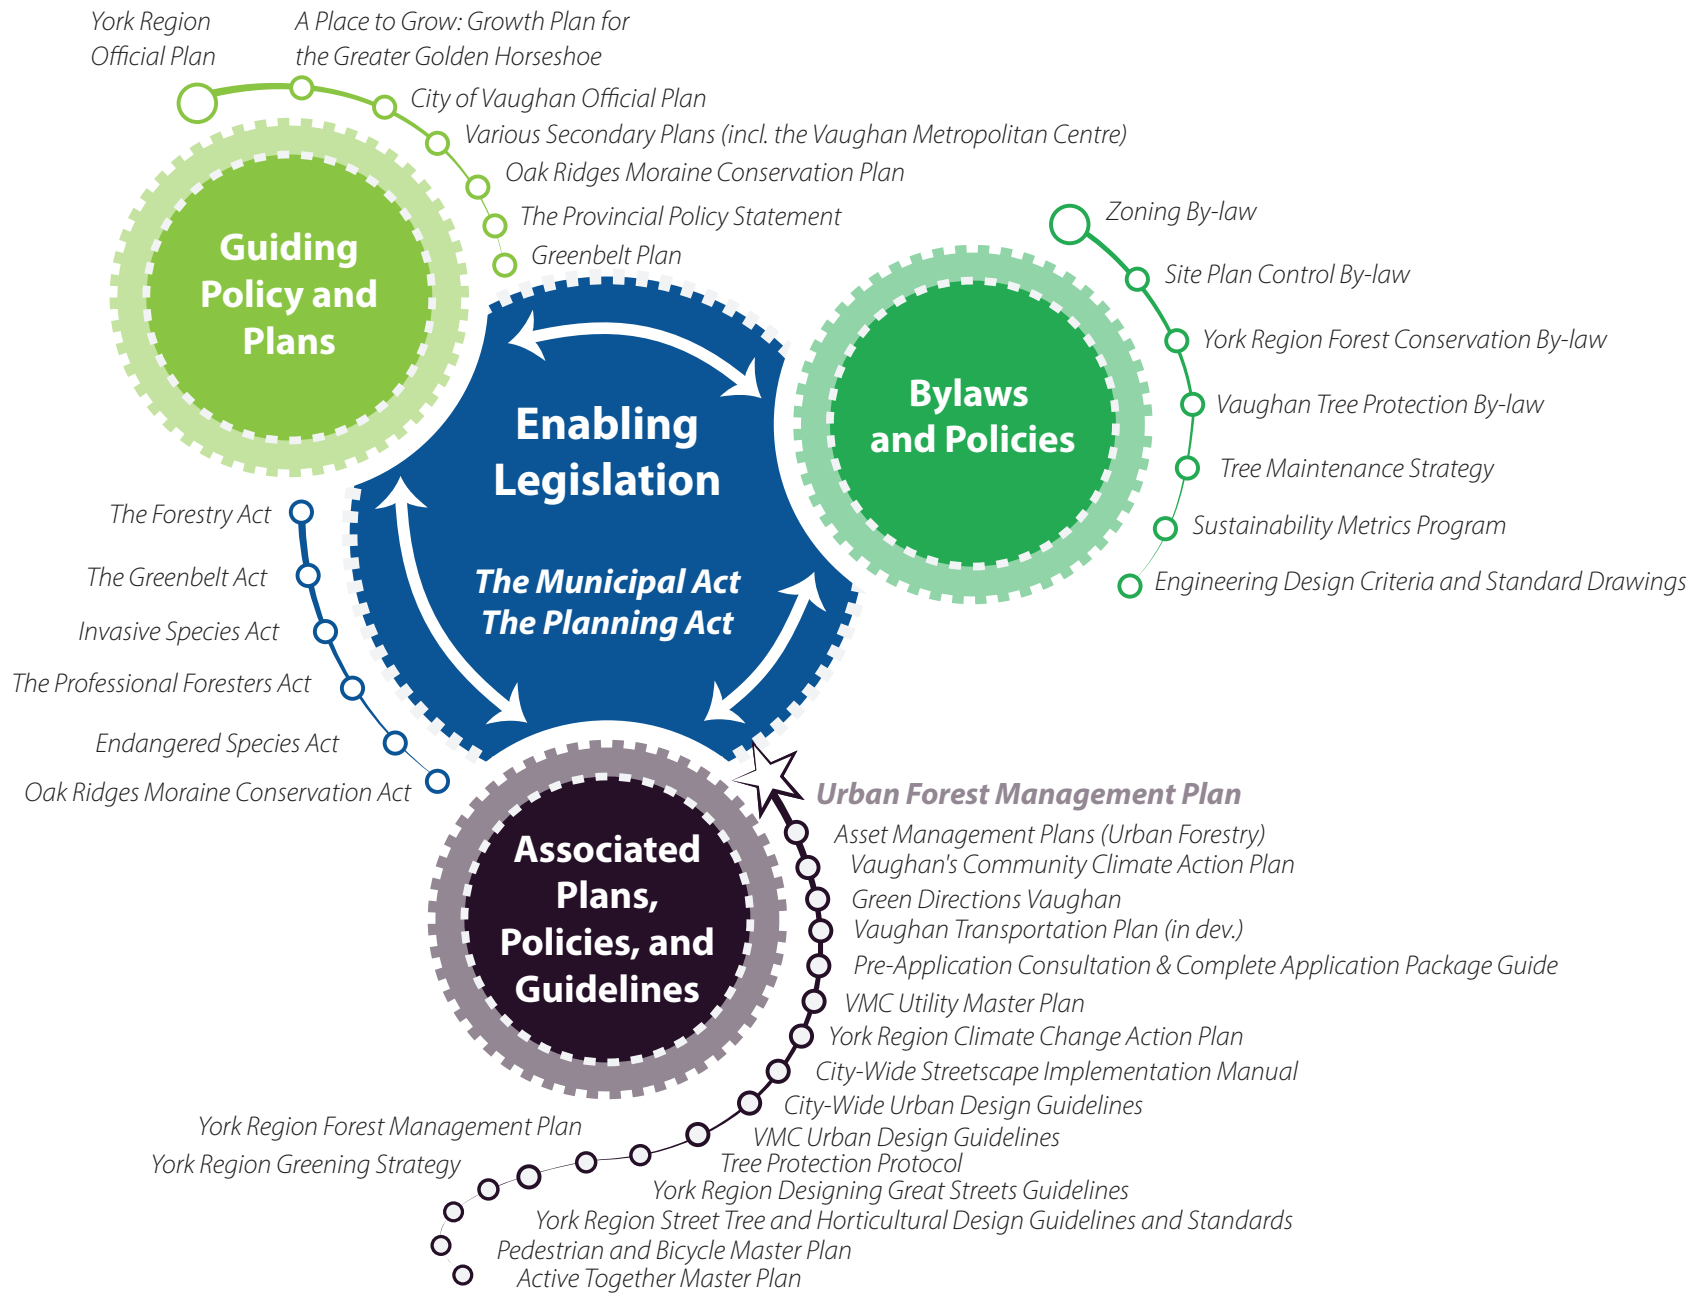 York Region
Official Plan
A Place to Grow: Growth Plan for
the Greater Golden Horseshoe
City of Vaughan Official Plan
Various Secondary Plans (incl. the Vaughan Metropolitan Centre)
Oak Ridges Moraine Conservation Plan
The Provincial Policy Statement
Greenbelt Plan
Guiding
Policy and
Plans
Zoning By-law
Site Plan Control By-law
York Region Forest Conservation By-law
Vaughan Tree Protection By-law
Tree Maintenance Strategy
Sustainability Metrics Program
Engineering Design Criteria and Standard Drawings
Bylaws
and Policies
Enabling
Legislation
The Municipal Act
The Planning Act
The Forestry Act
The Greenbelt Act
Invasive Species Act
The Professional Foresters Act
Endangered Species Act
Oak Ridges Moraine Conservation Act
Associated
Plans,
Policies, and
Guidelines
Urban Forest Management Plan
Asset Management Plans (Urban Forestry)
Vaughan's Community Climate Action Plan
Green Directions Vaughan
Vaughan Transportation Plan (in dev.)
Pre-Application Consultation & Complete Application Package Guide
VMC Utility Master Plan
York Region Climate Change Action Plan
City-Wide Streetscape Implementation Manual
City-Wide Urban Design Guidelines
VMC Urban Design Guidelines
Tree Protection Protocol
York Region Designing Great Streets Guidelines
York Region Street Tree and Horticultural Design Guidelines and Standards
York Region Forest Management Plan
York Region Greening Strategy
Pedestrian and Bicycle Master Plan
Active Together Master Plan